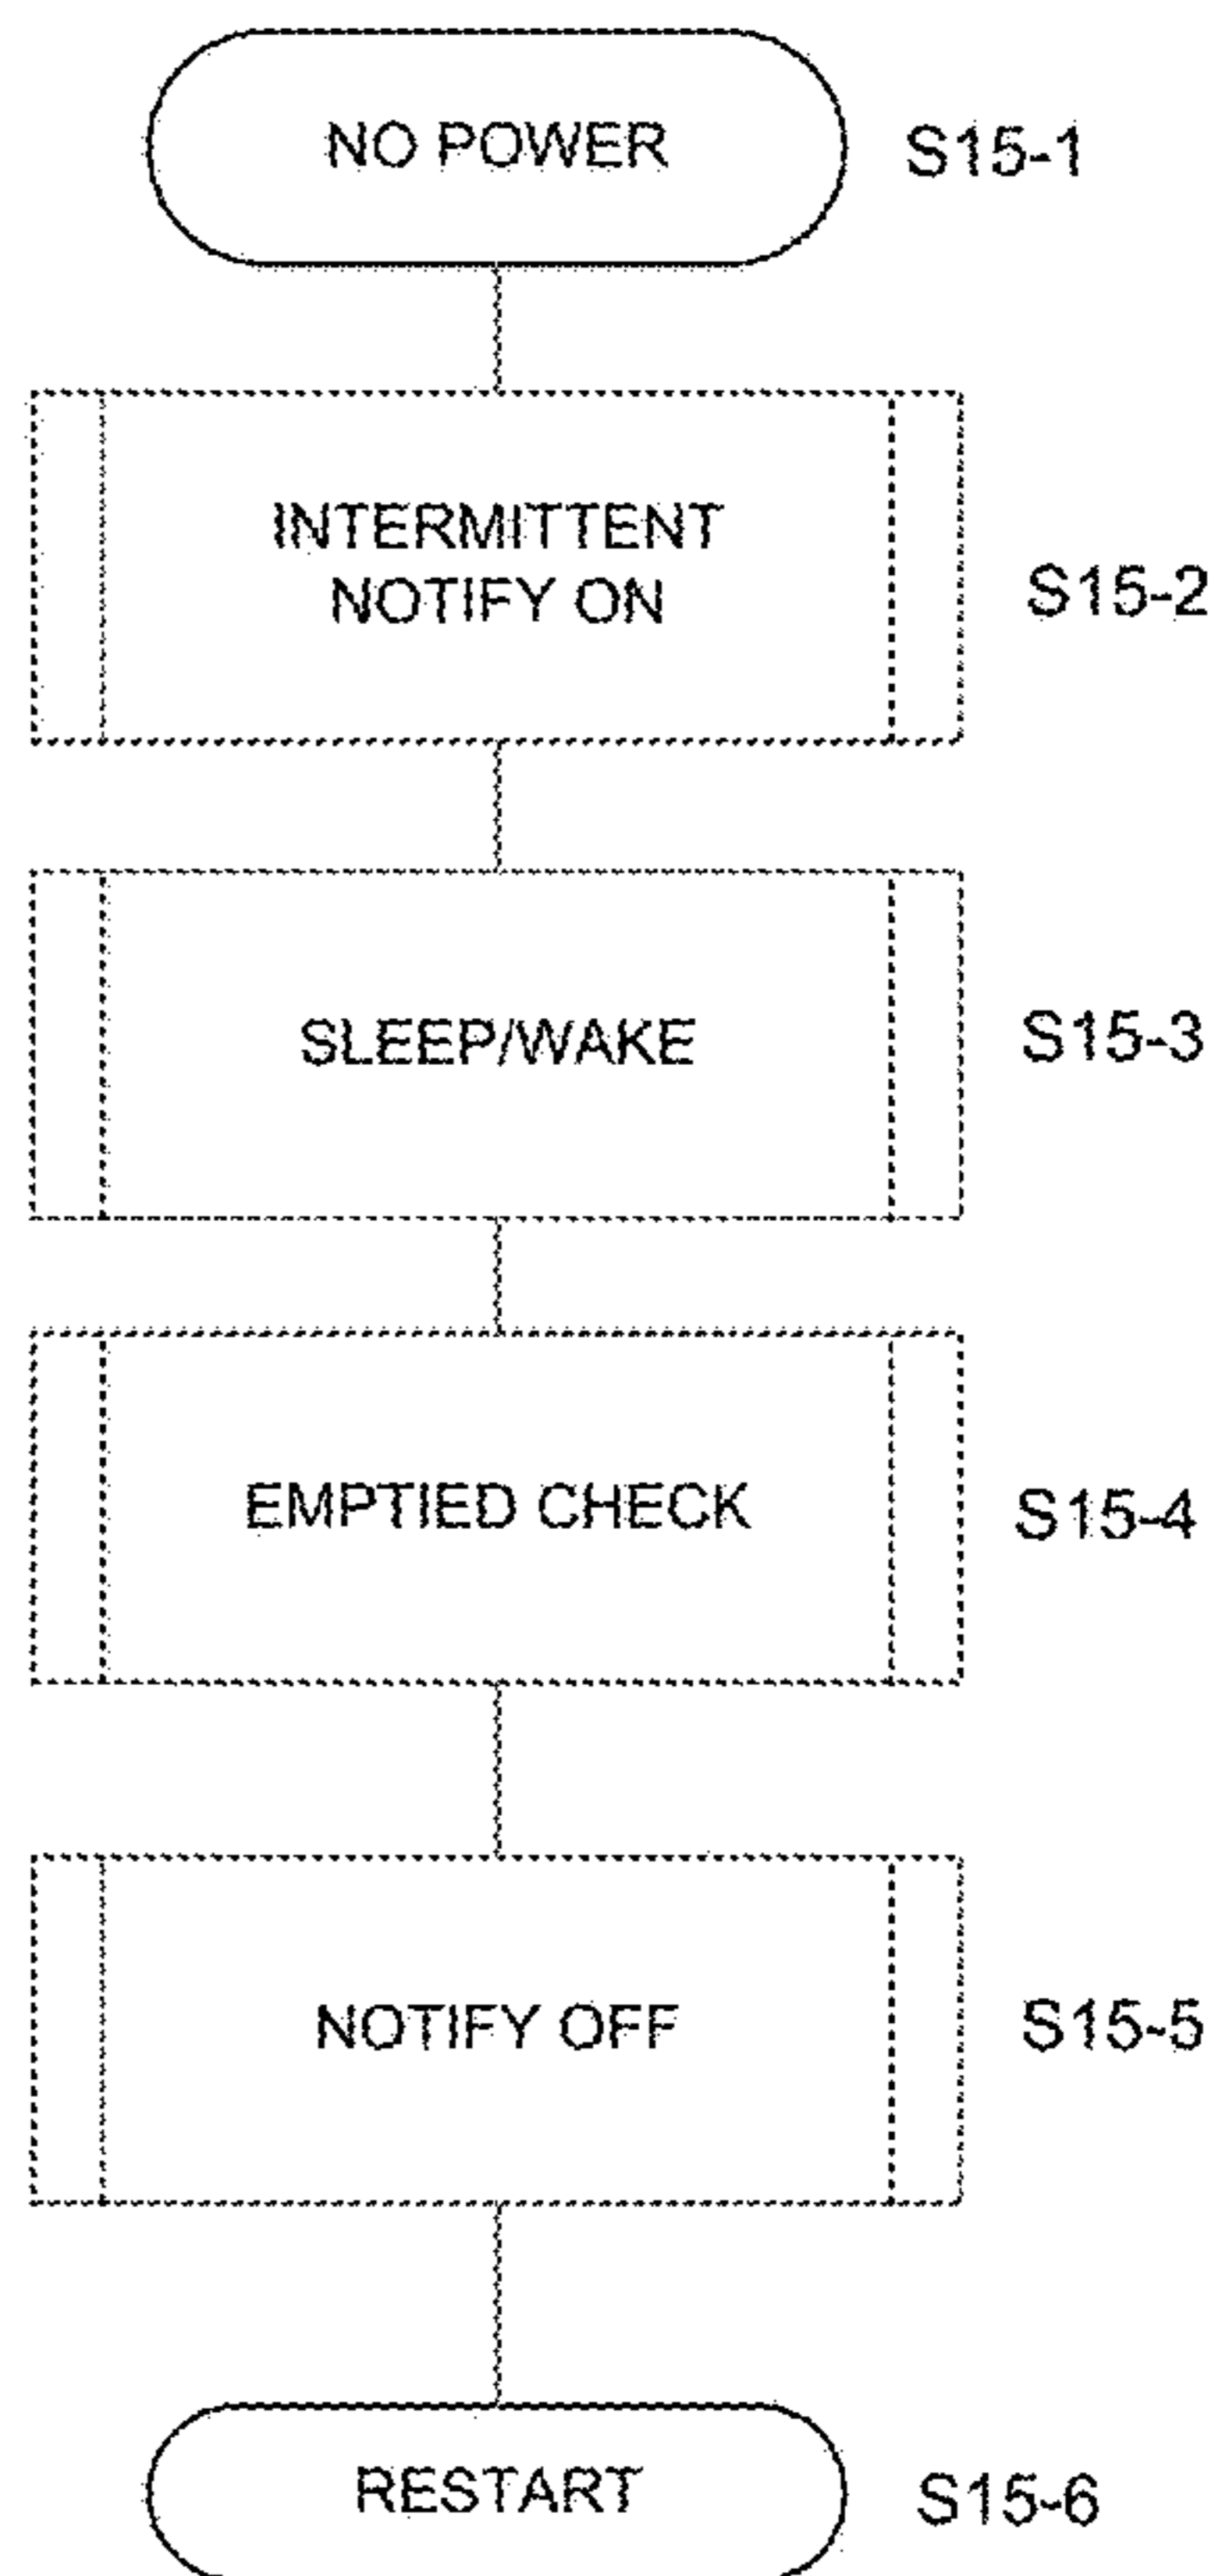 NO POWER
S15-1
INTERMITTENT
NOTIFY ON
S15-2
SLEEP/WAKE
S15-3
EMPTIED CHECK
S15-4
NOTIFY OFF
S15-5
RESTART
S15-6